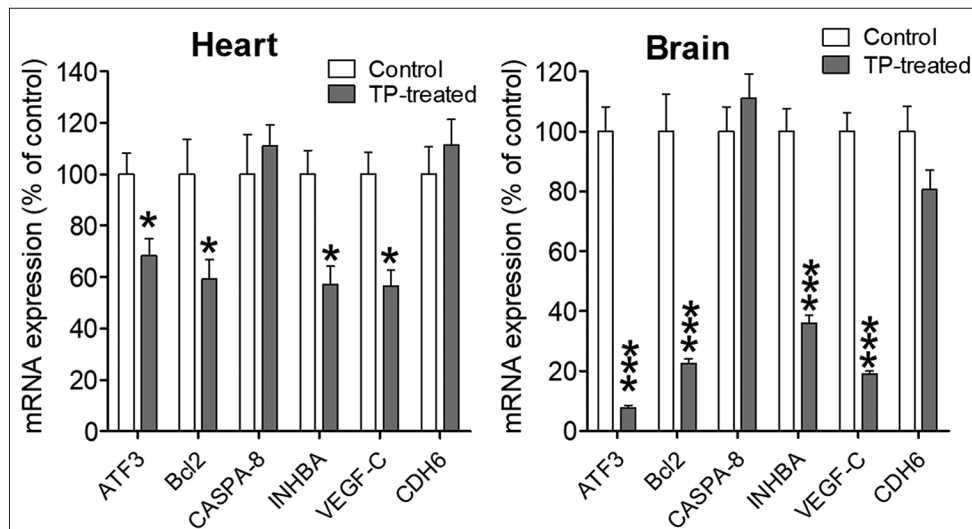 Heart
Control
TP-treated
mRNA expression (% of control)
140
120
100
80
60
40
20
0
*
*
*
*
ATF3
Bcl2
CASPA-8
INHBA
VEGF-C
CDH6
Brain
Control
TP-treated
mRNA expression (% of control)
120
100
80
60
40
20
0
***
***
***
***
ATF3
Bcl2
CASPA-8
INHBA
VEGF-C
CDH6